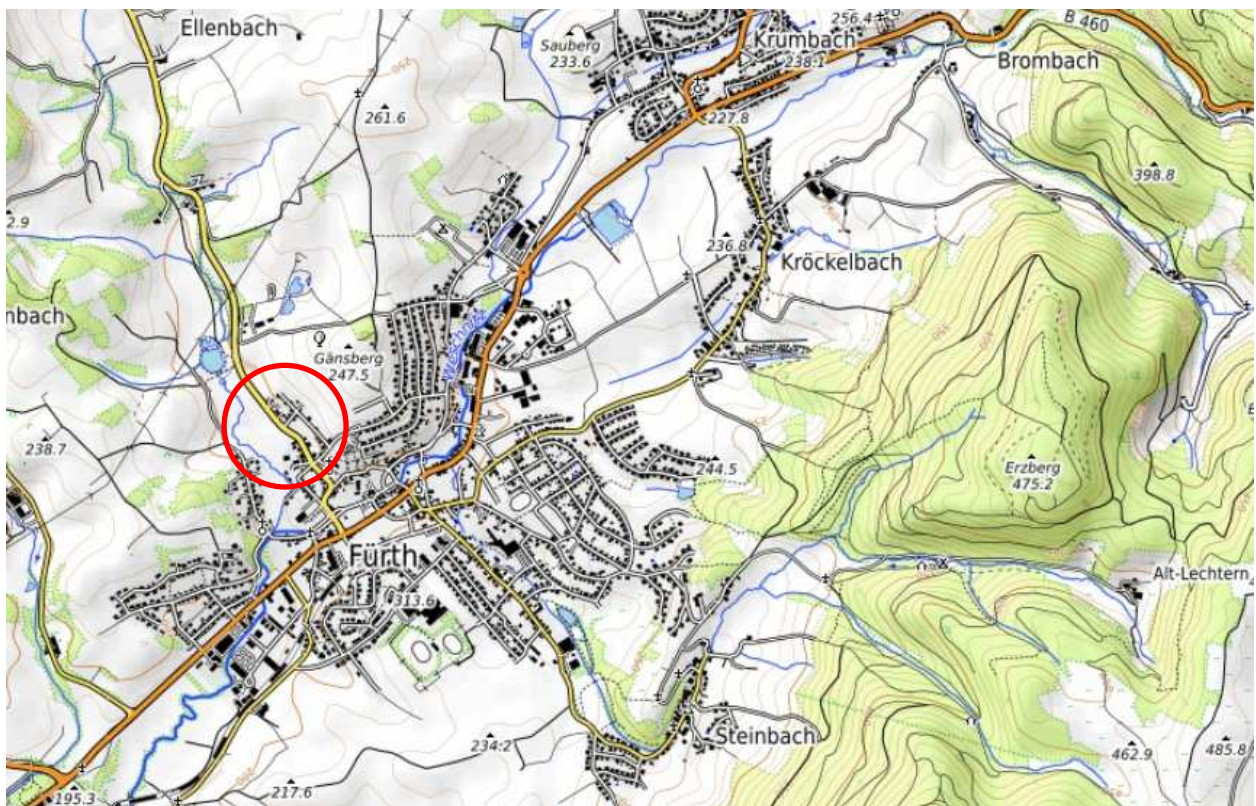 Ellenbach
Sauberg
233.6
256.4
Krumbach
238.1
B 460
Brombach
261.6
227.8
398.8
2.9
236.8
Kröckelbach
nbach
Gänsberg
247.5
Weschnitz
238.7
244.5
Erzberg
475.2
Fürth
313.6
Alt-Lechtern
234.2
Steinbach
462.9
485.8
195.3
217.6